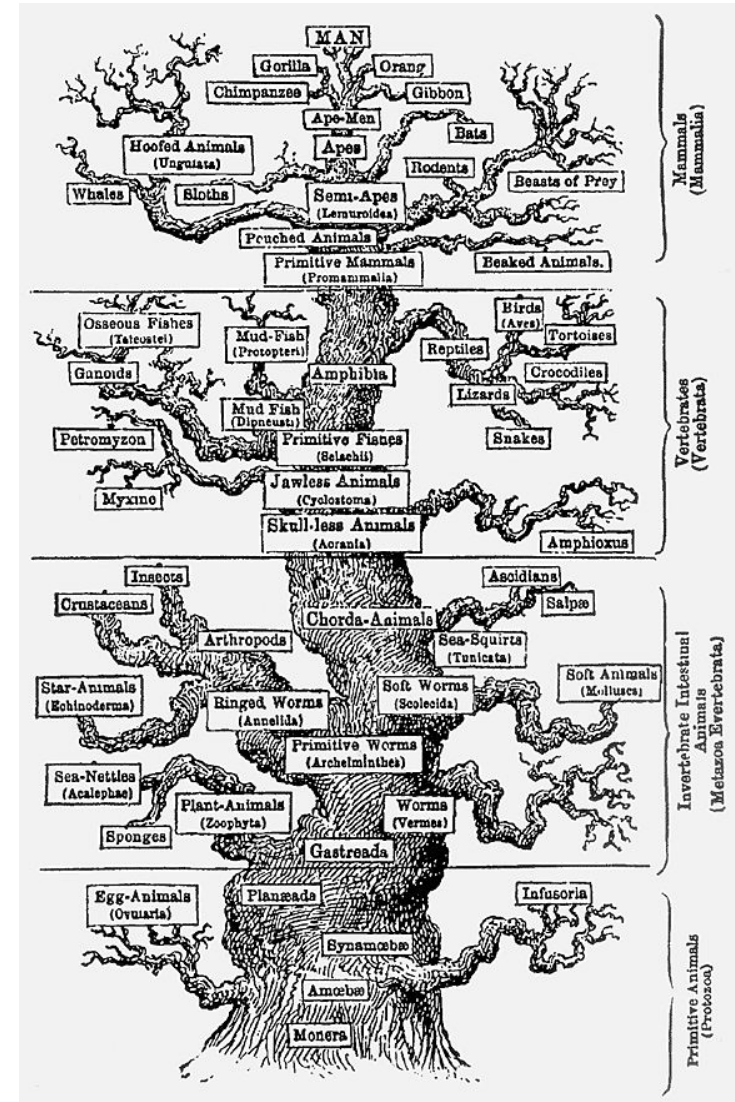 MAN
Gorilla
Orang
Chimpanzee
Gibbon
Ape-Men
Bats
Apes
Hoofed Animals
(Ungulata)
Rodents
Whales
Sloths
Semi-Apes
(Lemuroidea)
Beasts of Prey
Pouched Animals
Primitive Mammals
(Promammalia)
Beaked Animals.
Mammals
(Mammalia)
Osseous Fishes
(Teleostei)
Mud-Fish
(Protopteri)
Birds
(Aves)
Tortoises
Reptiles
Ganoids
Amphibia
Crocodiles
Lizards
Mud Fish
(Dipneusti)
Petromyzon
Primitive Fishes
(Selachii)
Snakes
Myxine
Jawless Animals
(Cyclostoma)
Skull-less Animals
(Acrania)
Amphioxus
Vertebrates
(Vertebrata)
Insects
Ascidians
Crustaceans
Salpæ
Chorda-Animals
Arthropods
Sea-Squirts
(Tunicata)
Star-Animals
(Echinoderma)
Ringed Worms
(Annelida)
Soft Worms
(Scolecida)
Soft Animals
(Mollusca)
Primitive Worms
(Archelminthes)
Sea-Nettles
(Acalephae)
Plant-Animals
(Zoophyta)
Worms
(Vermes)
Sponges
Gastreada
Invertebrate Intestinal
Animals
(Metazoa Evertebrata)
Egg-Animals
(Ovularia)
Planæada
Infusoria
Synamœbæ
Amœbæ
Monera
Primitive Animals
(Protozoa)